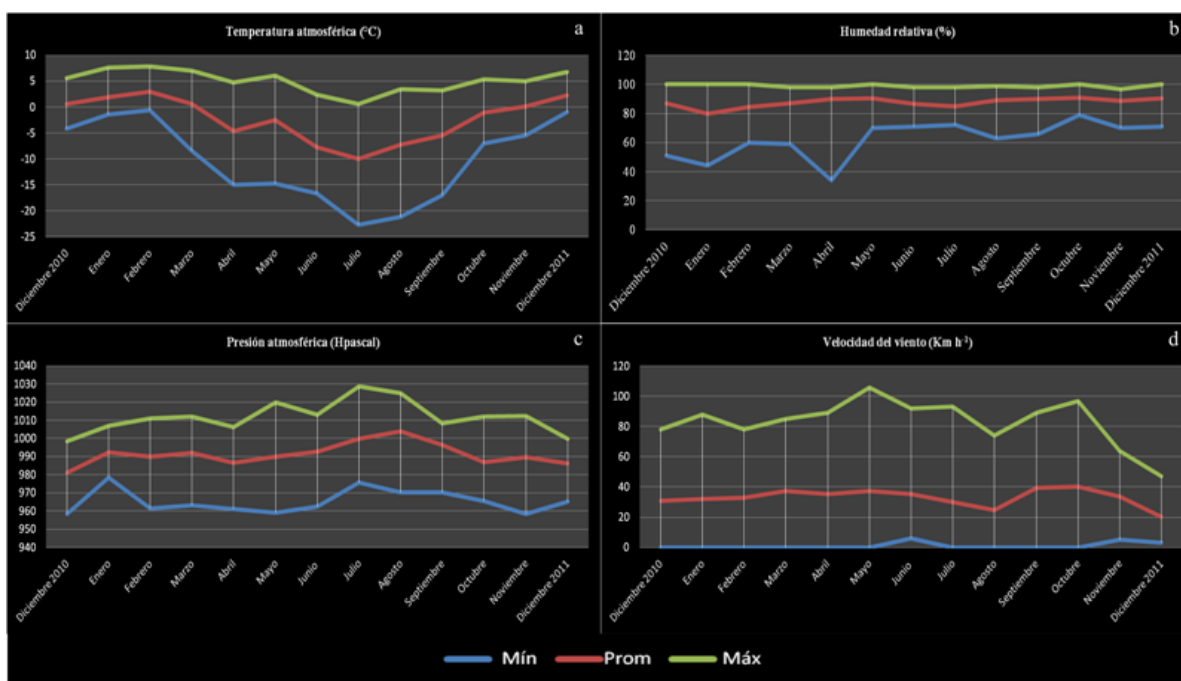 Temperatura atmosférica (°C)
a
10
5
0
-5
-10
-15
-20
-25
Diciembre 2010
Enero
Febrero
Marzo
Abril
Mayo
Junio
Julio
Agosto
Septiembre
Octubre
Noviembre
Diciembre 2011
Humedad relativa (%)
b
120
100
80
60
40
20
0
Diciembre 2010
Enero
Febrero
Marzo
Abril
Mayo
Junio
Julio
Agosto
Septiembre
Octubre
Noviembre
Diciembre 2011
Presión atmosférica (Hpascal)
c
1040
1030
1020
1010
1000
990
980
970
960
950
940
Diciembre 2010
Enero
Febrero
Marzo
Abril
Mayo
Junio
Julio
Agosto
Septiembre
Octubre
Noviembre
Diciembre 2011
Velocidad del viento (Km h⁻³)
d
120
100
80
60
40
20
0
Diciembre 2010
Enero
Febrero
Marzo
Abril
Mayo
Junio
Julio
Agosto
Septiembre
Octubre
Noviembre
Diciembre 2011
Mín Prom Máx